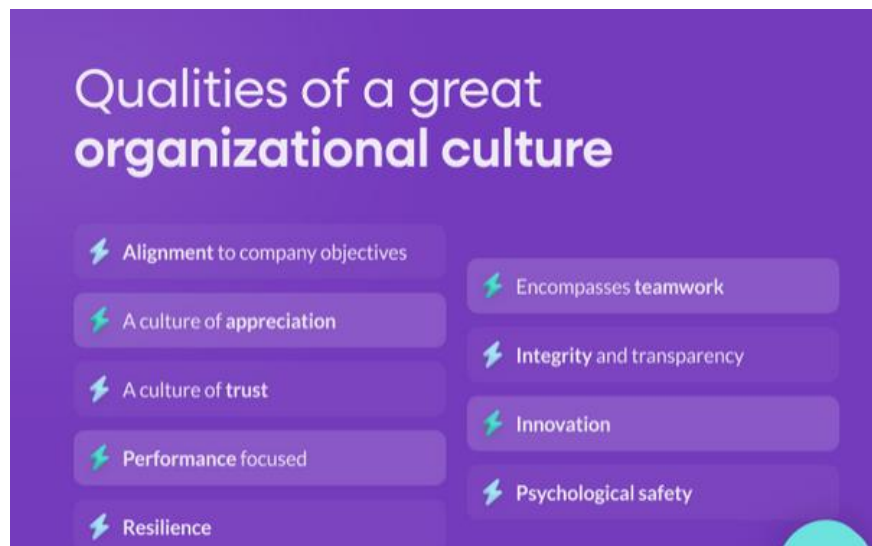 Qualities of a great
organizational culture
Alignment to company objectives
A culture of appreciation
A culture of trust
Performance focused
Resilience
Encompasses teamwork
Integrity and transparency
Innovation
Psychological safety